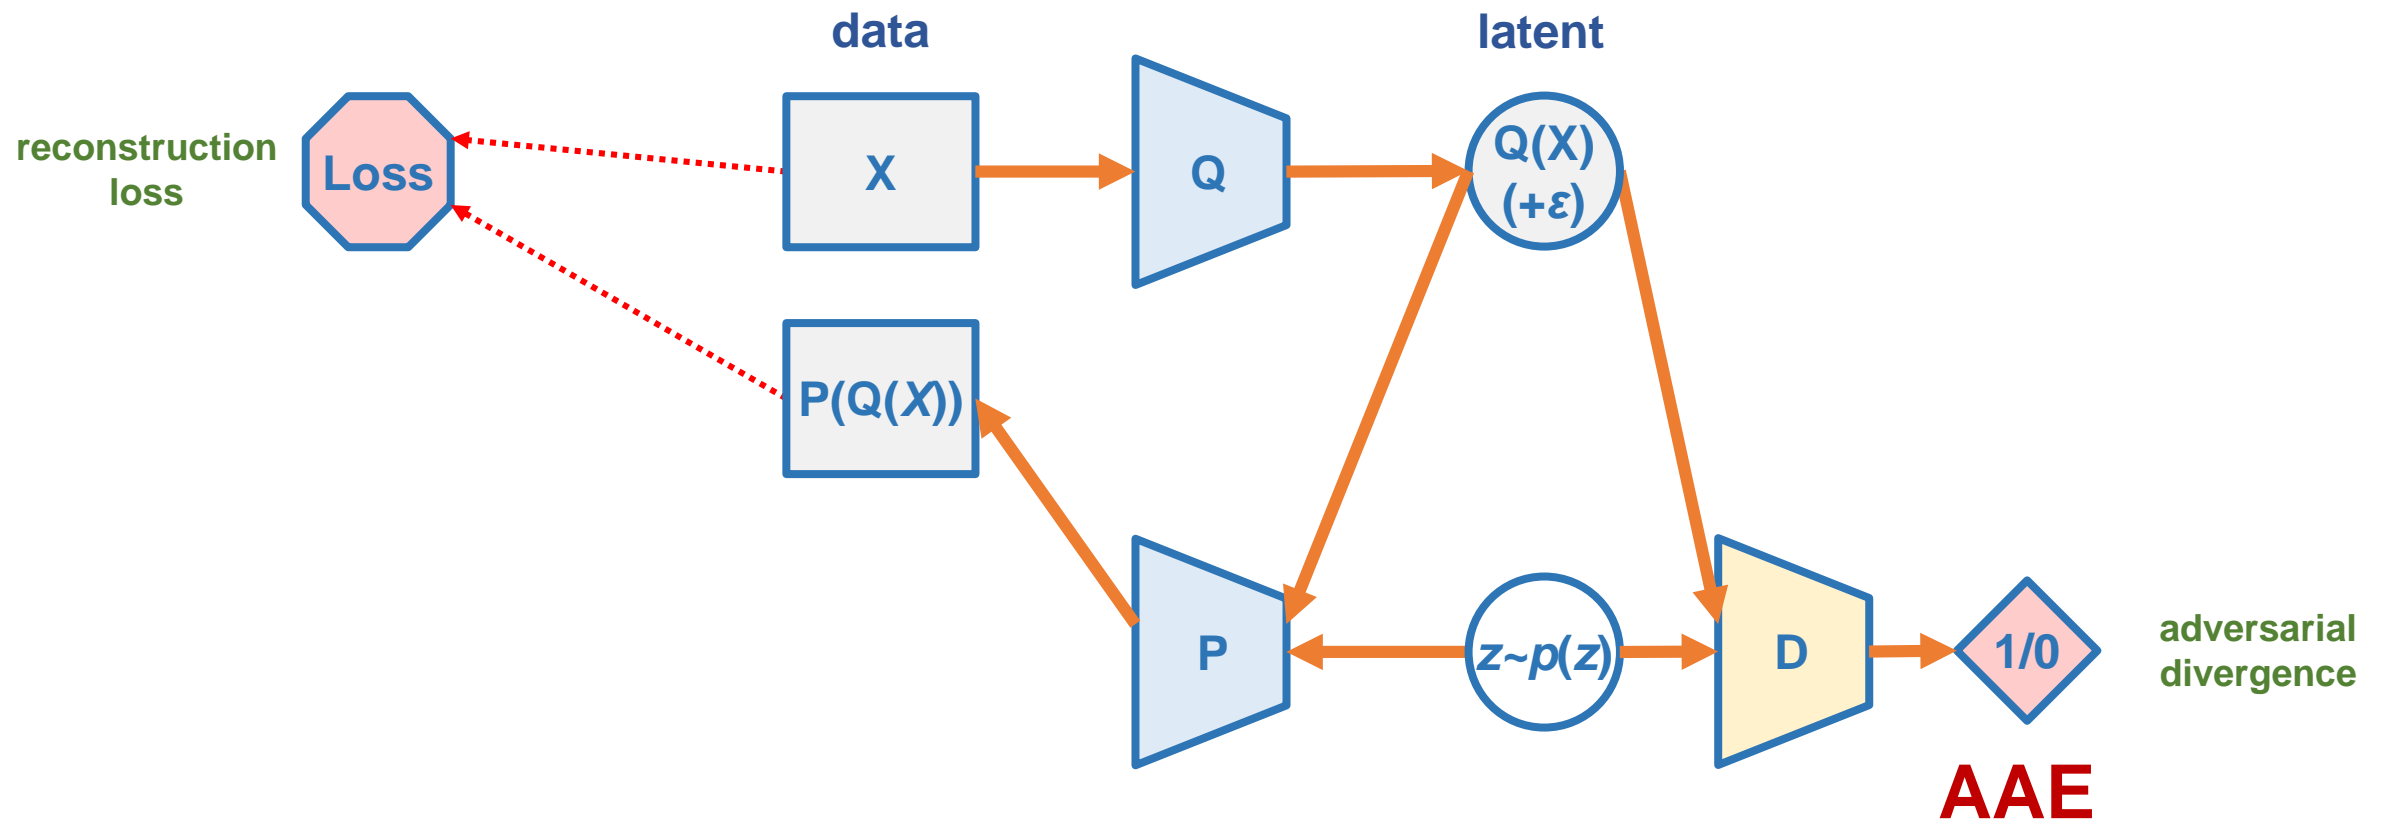 data
latent
reconstruction
loss
Loss
X
Q
Q(X)
(+ε)
P(Q(X))
P
z~p(z)
D
1/0
adversarial
divergence
AAE